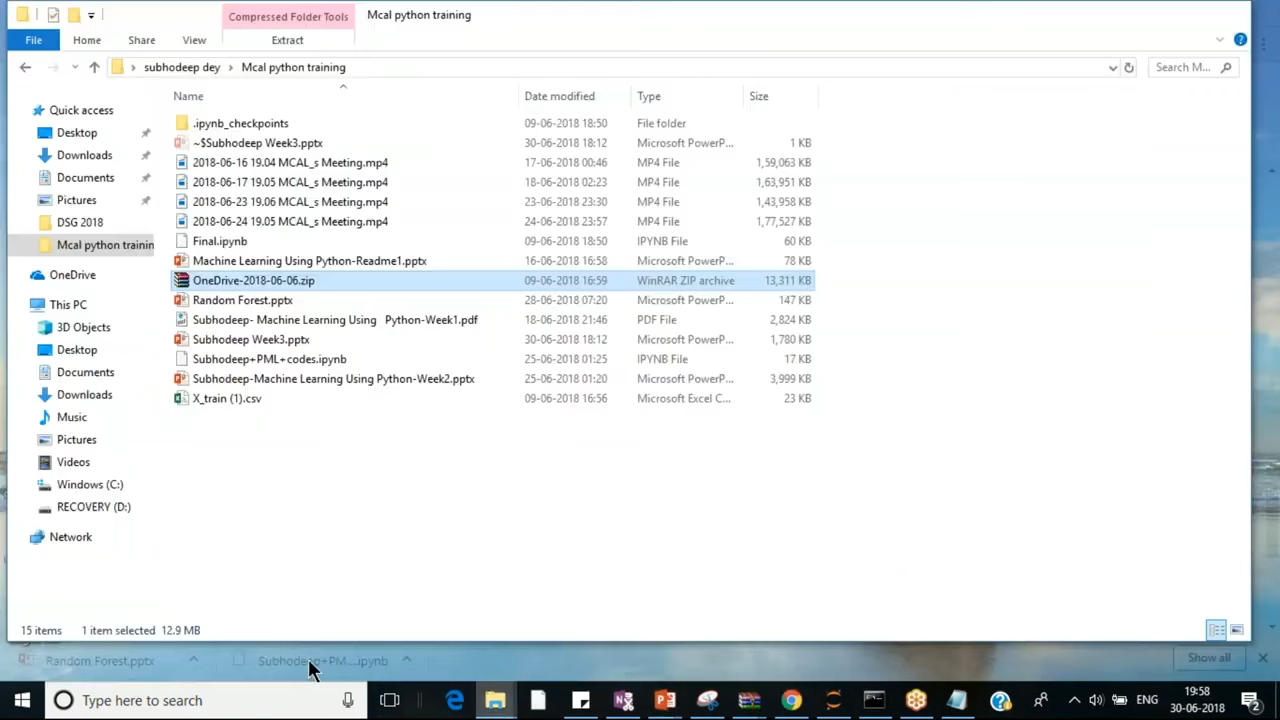 Compressed Folder Tools
Mcal python training
File
Home
Share
View
Extract
subhodeep dey
Mcal python training
Search M...
Name
Date modified
Type
Size
Quick access
Desktop
Downloads
Documents
Pictures
DSG 2018
Mcal python trainin
OneDrive
This PC
3D Objects
Desktop
Documents
Downloads
Music
Pictures
Videos
Windows (C:)
RECOVERY (D:)
Network
.ipynb_checkpoints 09-06-2018 18:50 File folder
~$Subhodeep Week3.pptx 30-06-2018 18:12 Microsoft PowerP... 1 KB
2018-06-16 19.04 MCAL_s Meeting.mp4 17-06-2018 00:46 MP4 File 1,59,063 KB
2018-06-17 19.05 MCAL_s Meeting.mp4 18-06-2018 02:23 MP4 File 1,63,951 KB
2018-06-23 19.06 MCAL_s Meeting.mp4 23-06-2018 23:30 MP4 File 1,43,958 KB
2018-06-24 19.05 MCAL_s Meeting.mp4 24-06-2018 23:57 MP4 File 1,77,527 KB
Final.ipynb 09-06-2018 18:50 IPYNB File 60 KB
Machine Learning Using Python-Readme1.pptx 16-06-2018 16:58 Microsoft PowerP... 78 KB
OneDrive-2018-06-06.zip 09-06-2018 16:59 WinRAR ZIP archive 13,311 KB
Random Forest.pptx 28-06-2018 07:20 Microsoft PowerP... 147 KB
Subhodeep- Machine Learning Using Python-Week1.pdf 18-06-2018 21:46 PDF File 2,824 KB
Subhodeep Week3.pptx 30-06-2018 18:12 Microsoft PowerP... 1,780 KB
Subhodeep+PML+codes.ipynb 25-06-2018 01:25 IPYNB File 17 KB
Subhodeep-Machine Learning Using Python-Week2.pptx 25-06-2018 01:20 Microsoft PowerP... 3,999 KB
X_train (1).csv 09-06-2018 16:56 Microsoft Excel C... 23 KB
15 items 1 item selected 12.9 MB
Random Forest.pptx
Subhodeep+PM....ipynb
Show all
Type here to search
ENG
19:58
30-06-2018
2